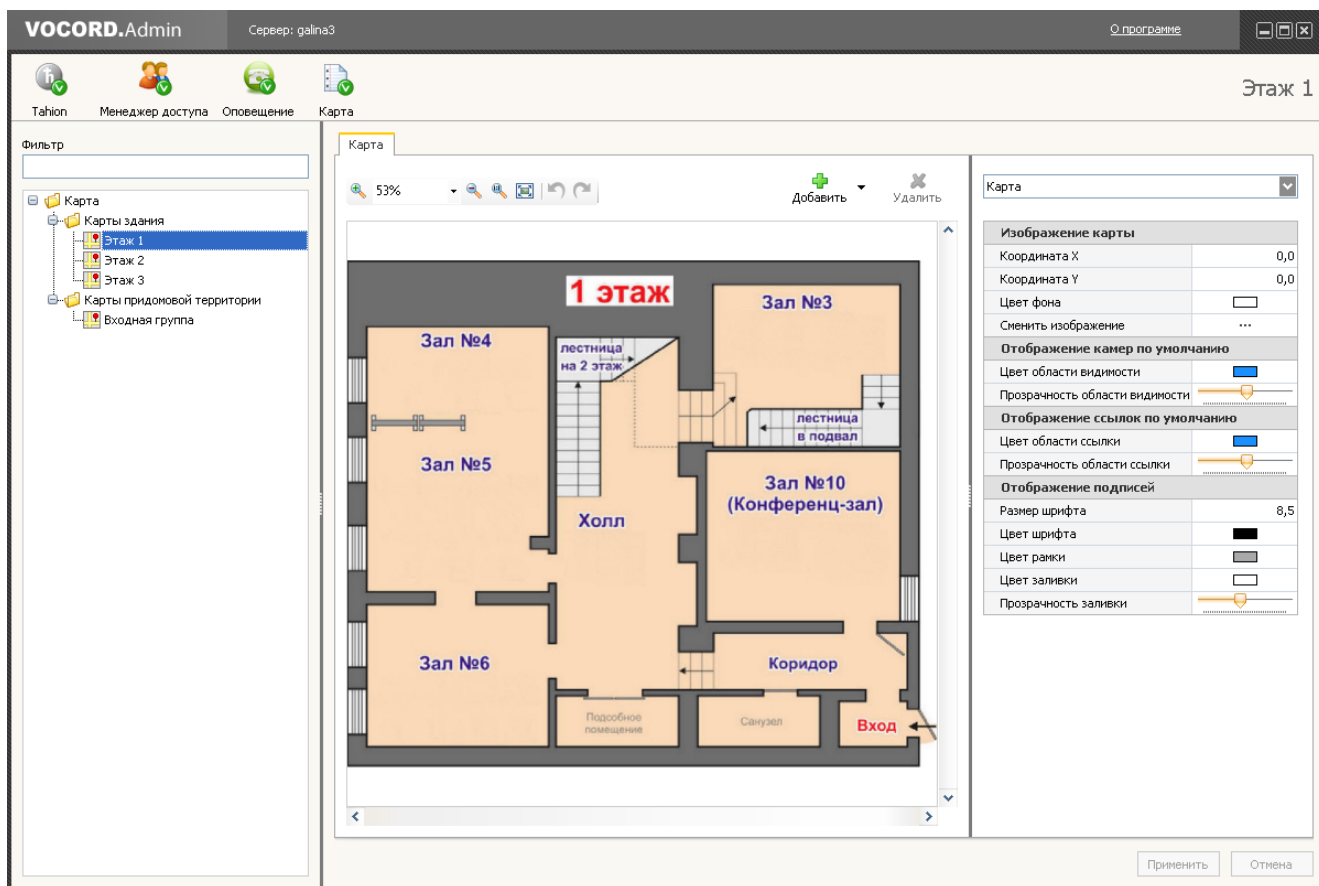 VOCORD.Admin
Сервер: galina3
О программе
Tahion
Менеджер доступа
Оповещение
Карта
Этаж 1
Фильтр
Карта
Карты здания
Этаж 1
Этаж 2
Этаж 3
Карты придомовой территории
Входная группа
Карта
53%
Добавить
Удалить
1 этаж
Зал №3
Зал №4
лестница
на 2 этаж
лестница
в подвал
Зал №5
Зал №10
(Конференц-зал)
Холл
Зал №6
Коридор
Подсобное
помещение
Санузел
Вход
Карта
Изображение карты
Координата X 0,0
Координата Y 0,0
Цвет фона
Сменить изображение ...
Отображение камер по умолчанию
Цвет области видимости
Прозрачность области видимости
Отображение ссылок по умолчанию
Цвет области ссылки
Прозрачность области ссылки
Отображение подписей
Размер шрифта 8,5
Цвет шрифта
Цвет рамки
Цвет заливки
Прозрачность заливки
Применить
Отмена